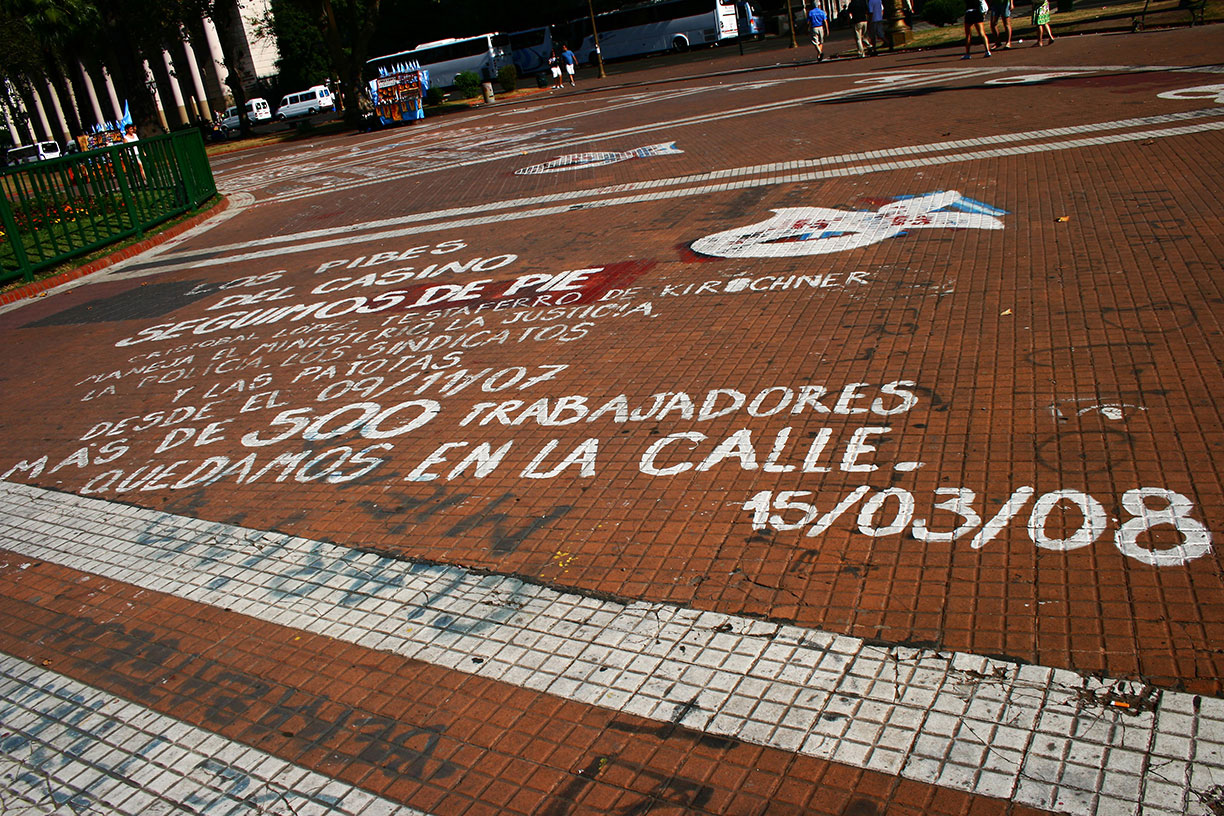 LOS PIBES
DEL CASINO
SEGUIMOS DE PIE
CRISTOBAL LOPEZ, TESTAFERRO DE KIRCHNER
MANEJA EL MINISTERIO, LA JUSTICIA,
LA POLICIA, LOS SINDICATOS
Y LAS PATOTAS.
DESDE EL 09/11/07
MAS DE 500 TRABAJADORES
QUEDAMOS EN LA CALLE.
15/03/08